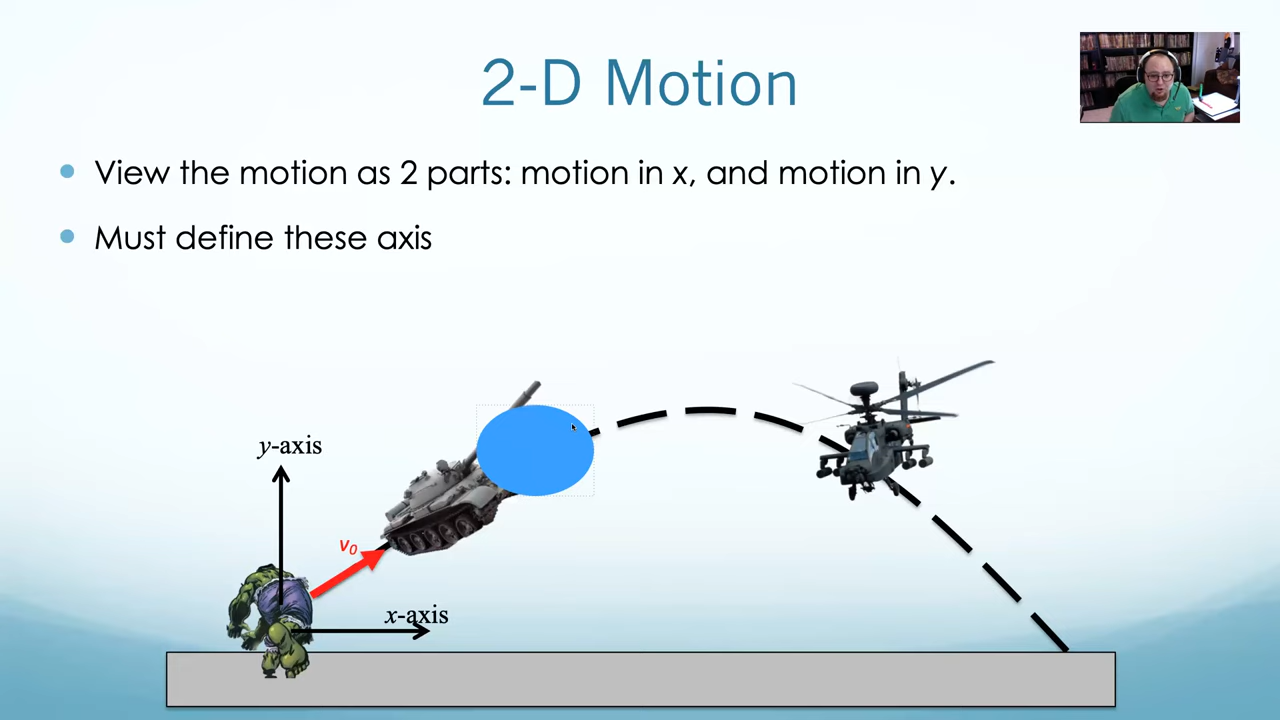 2-D Motion
View the motion as 2 parts: motion in x, and motion in y.
Must define these axis
y-axis
v0
x-axis